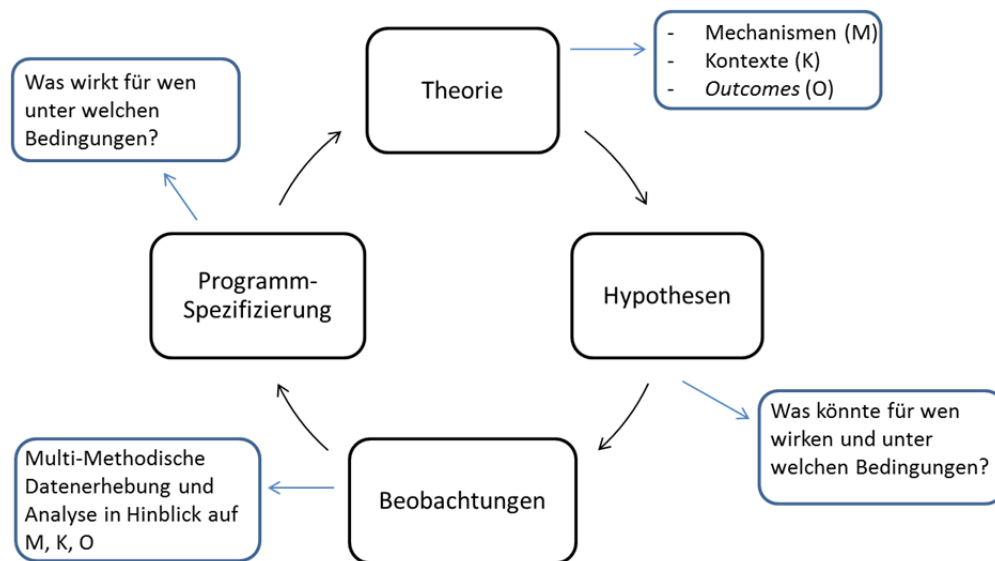 Theorie
- Mechanismen (M)
- Kontexte (K)
- Outcomes (O)
Hypothesen
Was könnte für wen
wirken und unter
welchen Bedingungen?
Beobachtungen
Multi-Methodische
Datenerhebung und
Analyse in Hinblick auf
M, K, O
Programm-
Spezifizierung
Was wirkt für wen
unter welchen
Bedingungen?